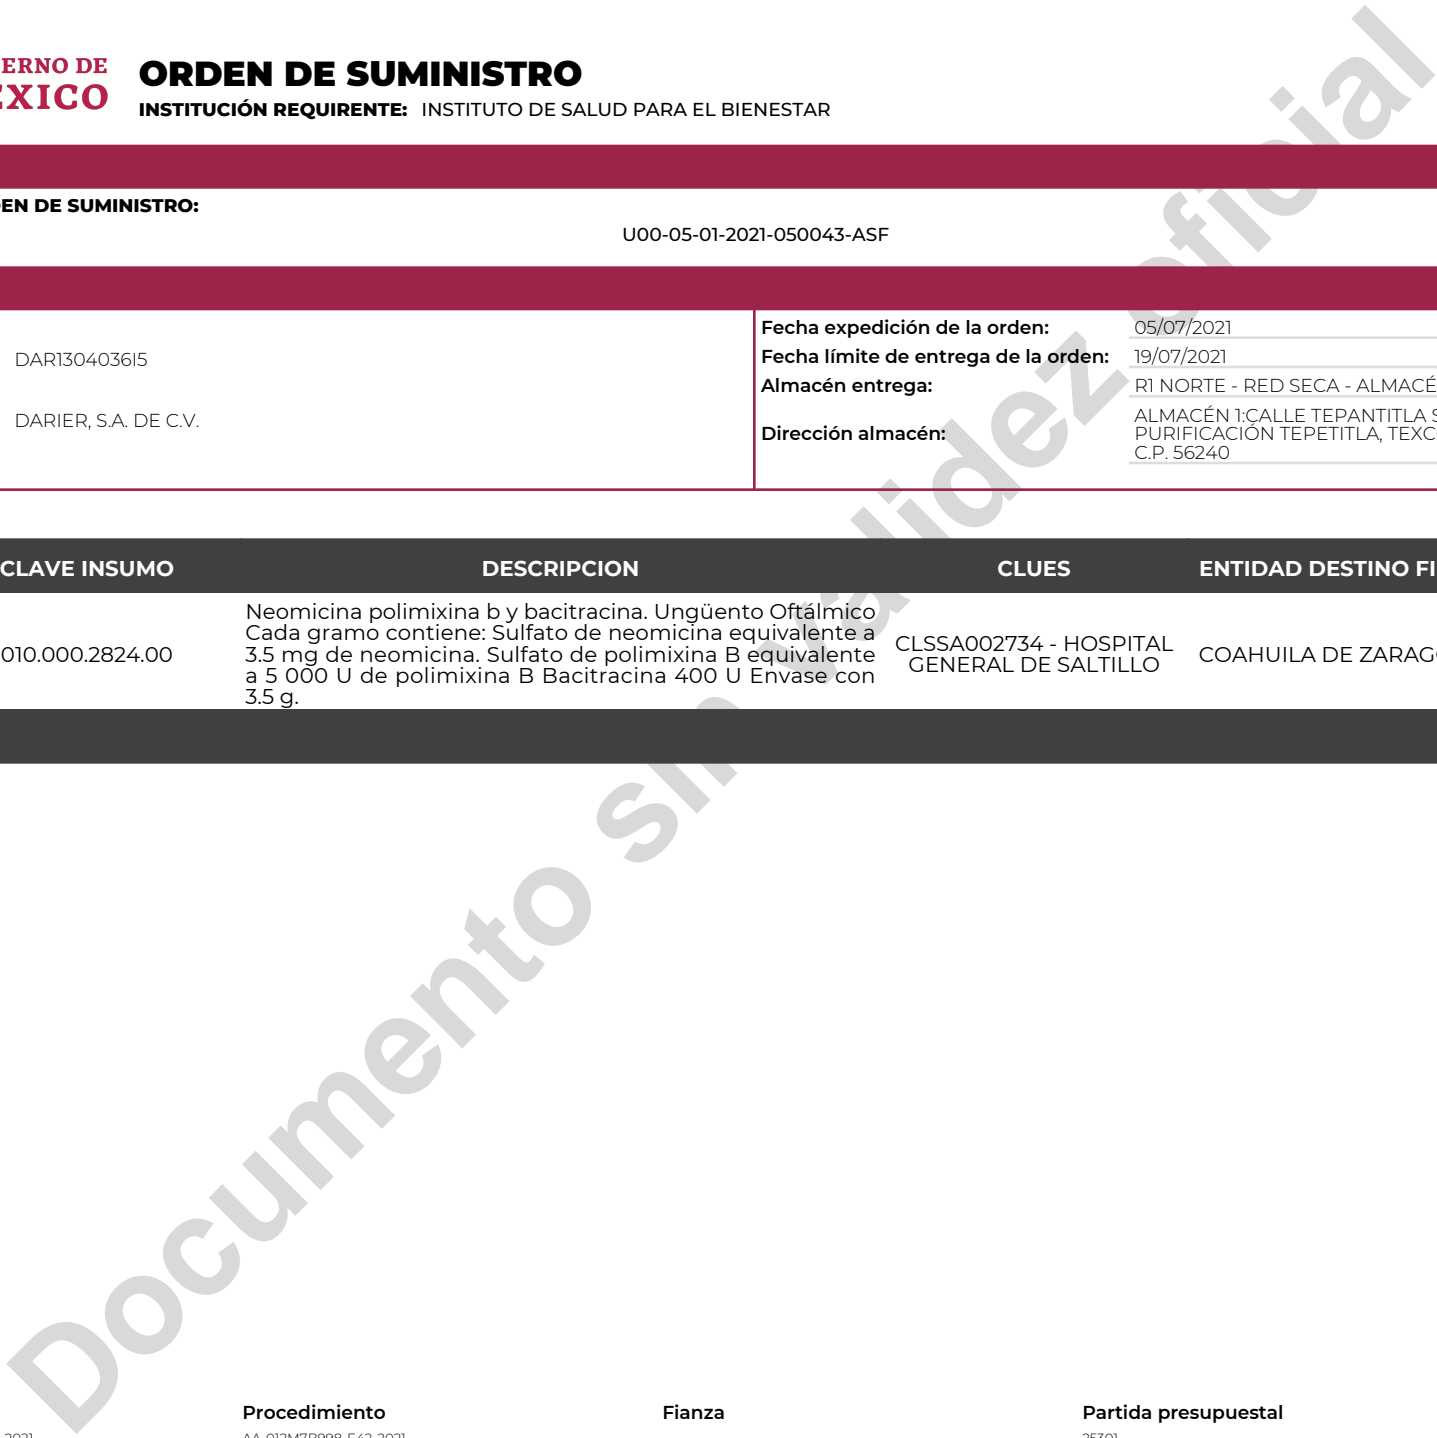 ERNO DE
ÉXICO
ORDEN DE SUMINISTRO
INSTITUCIÓN REQUIRENTE: INSTITUTO DE SALUD PARA EL BIENESTAR
EN DE SUMINISTRO:
U00-05-01-2021-050043-ASF
DAR1304036I5
DARIER, S.A. DE C.V.
Fecha expedición de la orden: 05/07/2021
Fecha límite de entrega de la orden: 19/07/2021
Almacén entrega: R1 NORTE - RED SECA - ALMACÉ
Dirección almacén: ALMACÉN 1:CALLE TEPANTITLA S
PURIFICACIÓN TEPETITLA, TEXC
C.P. 56240
CLAVE INSUMO DESCRIPCION CLUES ENTIDAD DESTINO FI
010.000.2824.00
Neomicina polimixina b y bacitracina. Ungüento Oftálmico
Cada gramo contiene: Sulfato de neomicina equivalente a
3.5 mg de neomicina. Sulfato de polimixina B equivalente
a 5 000 U de polimixina B Bacitracina 400 U Envase con
3.5 g.
CLSSA002734 - HOSPITAL
GENERAL DE SALTILLO
COAHUILA DE ZARAG
Documento sin validez oficial
Procedimiento Fianza Partida presupuestal